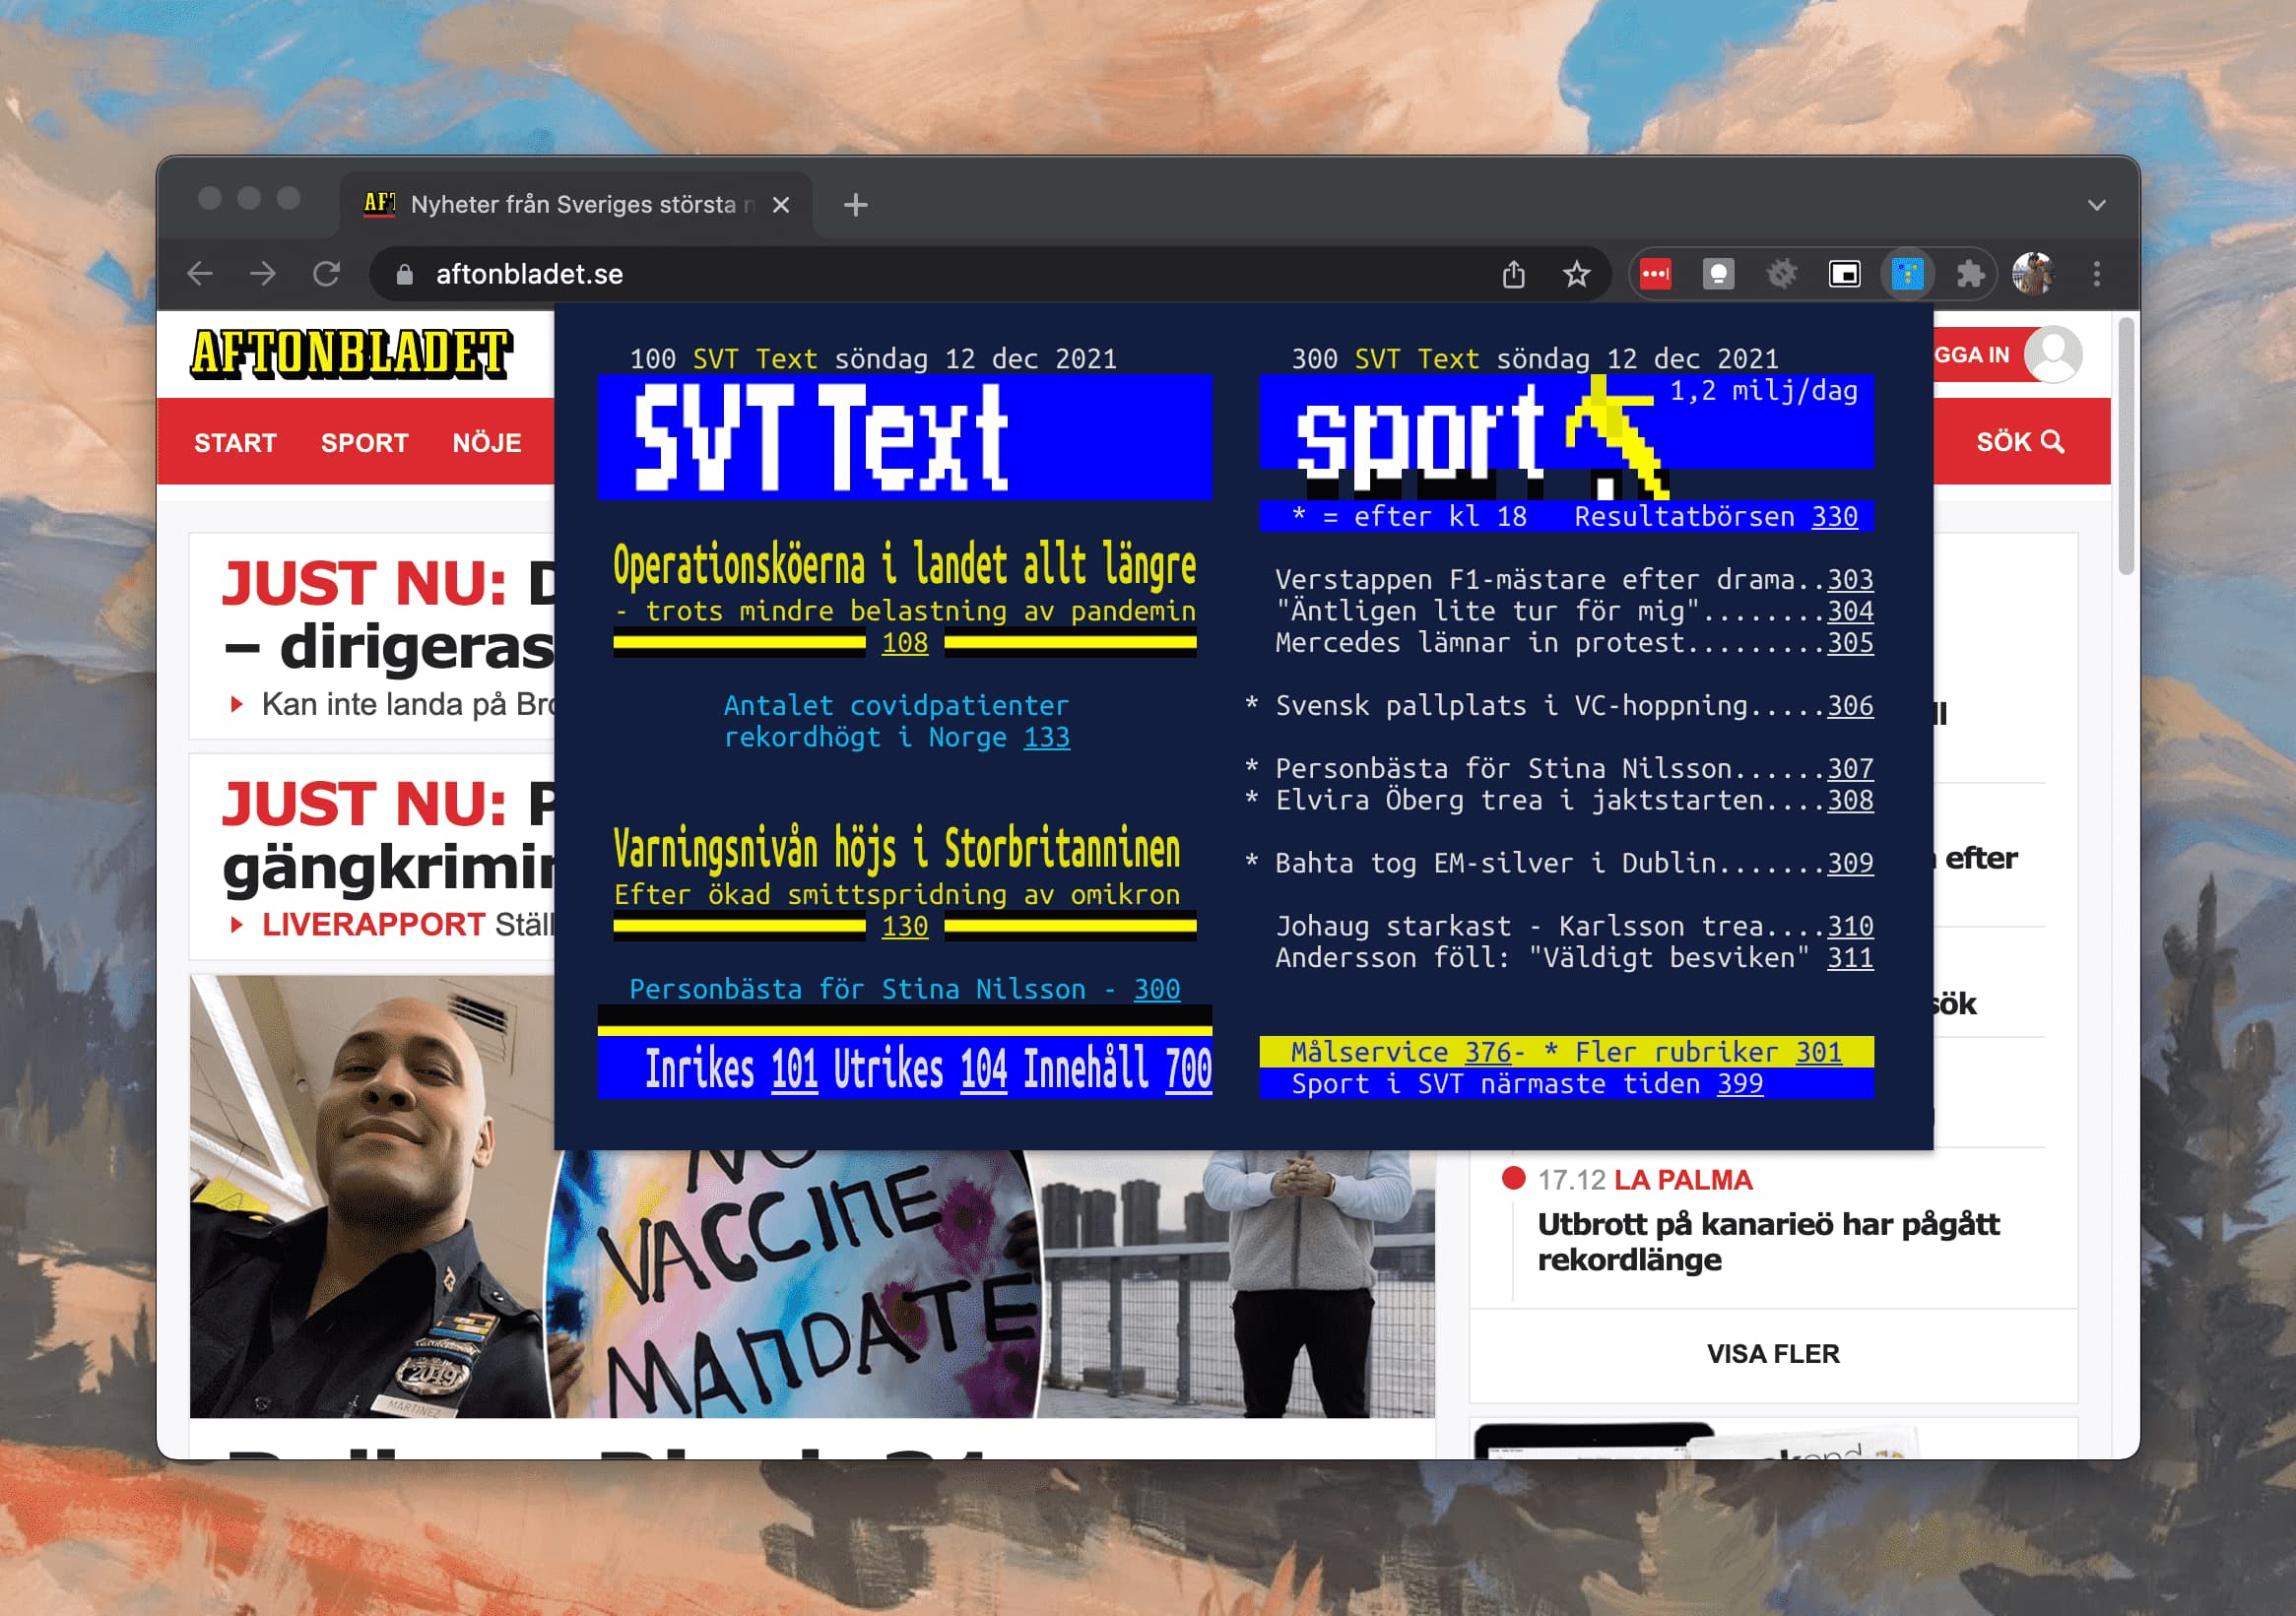 Nyheter från Sveriges största
aftonbladet.se
AFTONBLADET
GGA IN
START SPORT NÖJE
SÖK
JUST NU:
– dirigeras
Kan inte landa på
JUST NU:
LIVERAPPORT
100 SVT Text söndag 12 dec 2021
SVT Text
Operationsköerna i landet allt längre
- trots mindre belastning av pandemin
108
Antalet covidpatienter
rekordhögt i Norge 133
Varningsnivån höjs i Storbritanninen
Efter ökad smittspridning av omikron
130
Personbästa för Stina Nilsson - 300
Inrikes 101 Utrikes 104 Innehåll 700
300 SVT Text söndag 12 dec 2021
1,2 milj/dag
sport
* = efter kl 18 Resultatbörsen 330
Verstappen F1-mästare efter drama..303
"Äntligen lite tur för mig"........304
Mercedes lämnar in protest.........305
* Svensk pallplats i VC-hoppning.....306
* Personbästa för Stina Nilsson......307
* Elvira Öberg trea i jaktstarten....308
* Bahta tog EM-silver i Dublin.......309
Johaug starkast - Karlsson trea....310
Andersson föll: "Väldigt besviken" 311
Målservice 376- * Fler rubriker 301
Sport i SVT närmaste tiden 399
efter
VACCINE
MANDATE
2049
MARTINEZ
17.12 LA PALMA
Utbrott på kanarieö har pågått
rekordlänge
VISA FLER